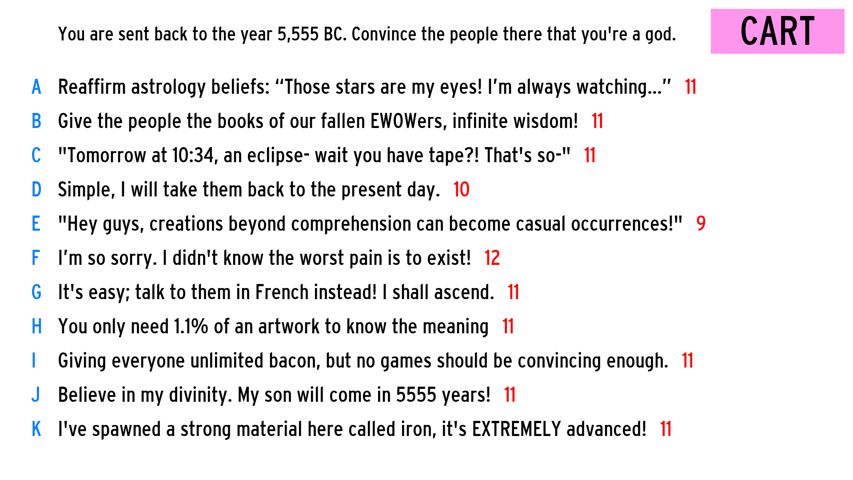 You are sent back to the year 5,555 BC. Convince the people there that you're a god.
CART
A Reaffirm astrology beliefs: “Those stars are my eyes! I’m always watching...” 11
B Give the people the books of our fallen EWOWers, infinite wisdom! 11
C "Tomorrow at 10:34, an eclipse- wait you have tape?! That's so-" 11
D Simple, I will take them back to the present day. 10
E "Hey guys, creations beyond comprehension can become casual occurrences!" 9
F I’m so sorry. I didn't know the worst pain is to exist! 12
G It's easy; talk to them in French instead! I shall ascend. 11
H You only need 1.1% of an artwork to know the meaning 11
I Giving everyone unlimited bacon, but no games should be convincing enough. 11
J Believe in my divinity. My son will come in 5555 years! 11
K I've spawned a strong material here called iron, it's EXTREMELY advanced! 11